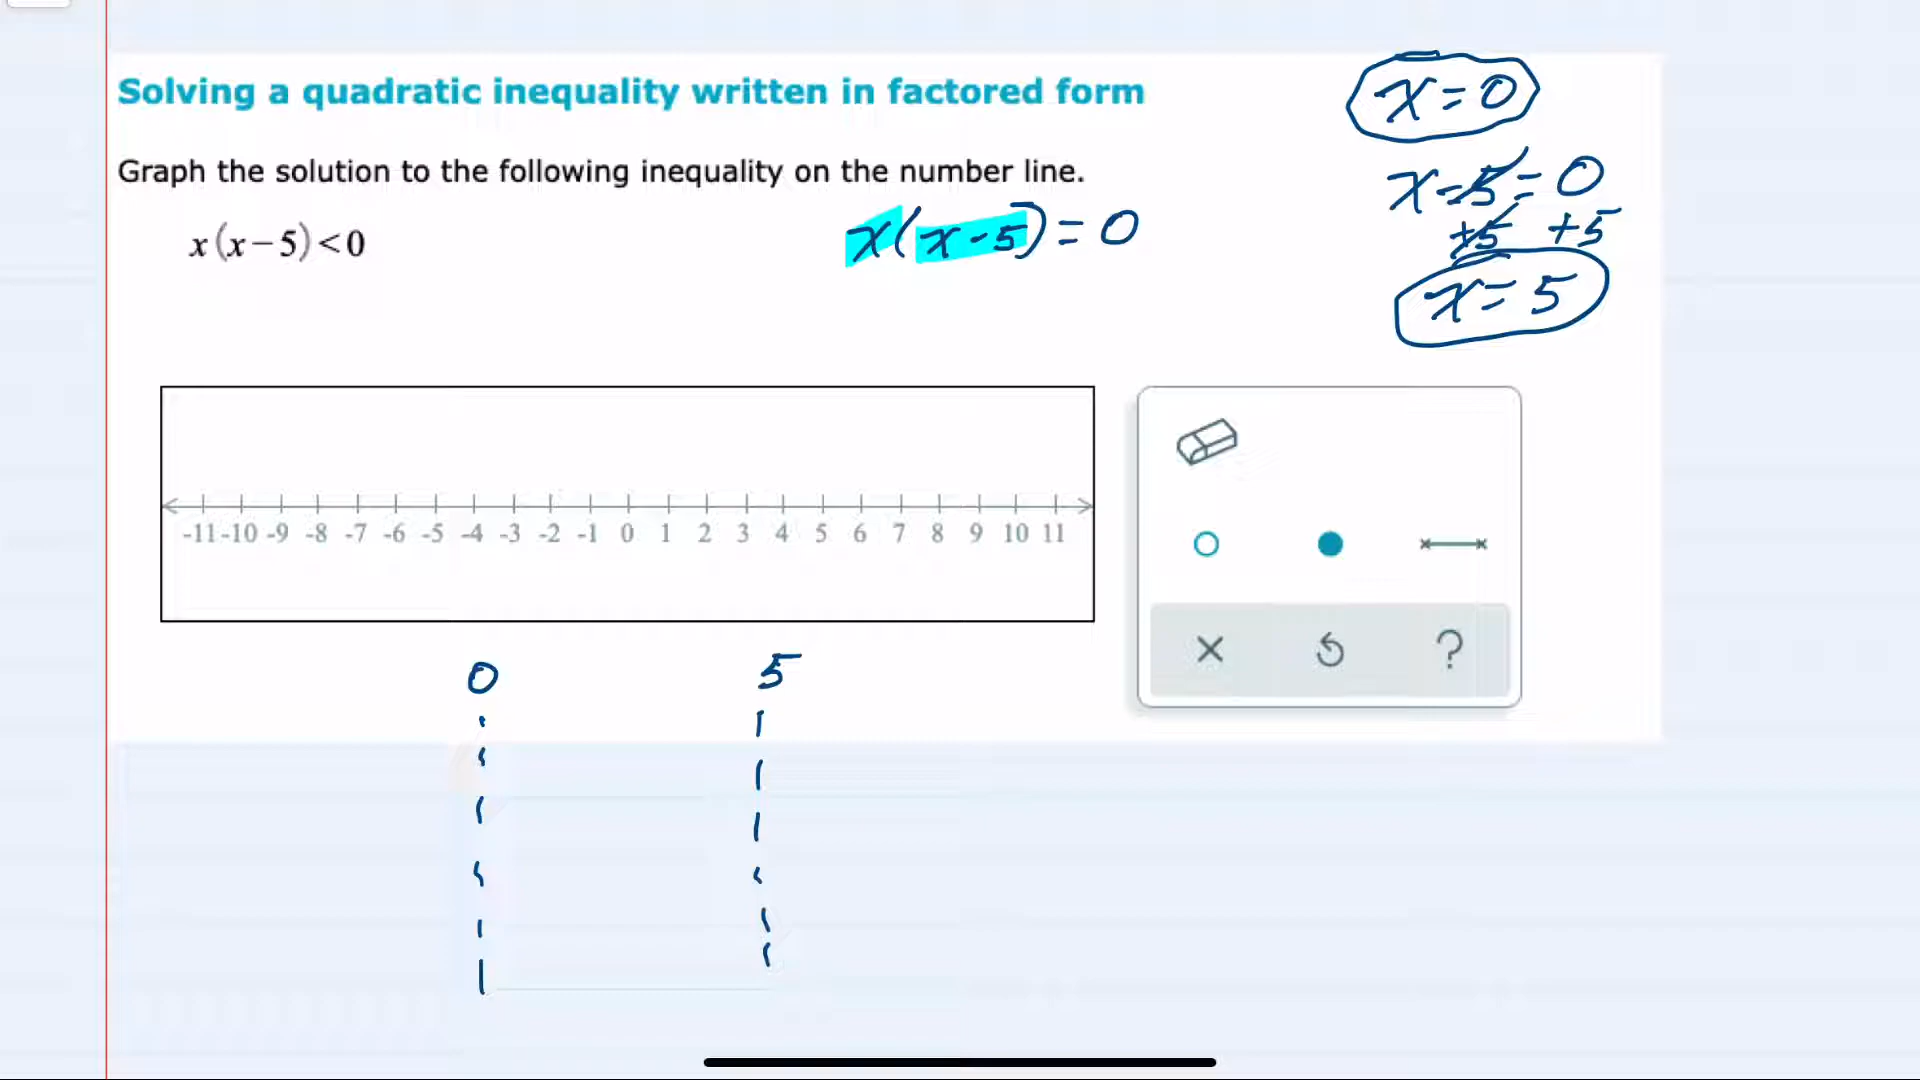 Solving a quadratic inequality written in factored form
x=0
Graph the solution to the following inequality on the number line.
x-5=0
x(x−5)<0
x(x-5)=0
+5 +5
x=5
-11 -10 -9 -8 -7 -6 -5 -4 -3 -2 -1 0 1 2 3 4 5 6 7 8 9 10 11
?
0 5